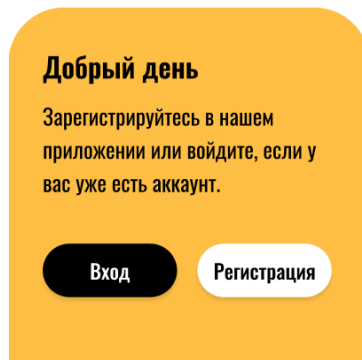 Добрый день
Зарегистрируйтесь в нашем
приложении или войдите, если у
вас уже есть аккаунт.
Вход
Регистрация